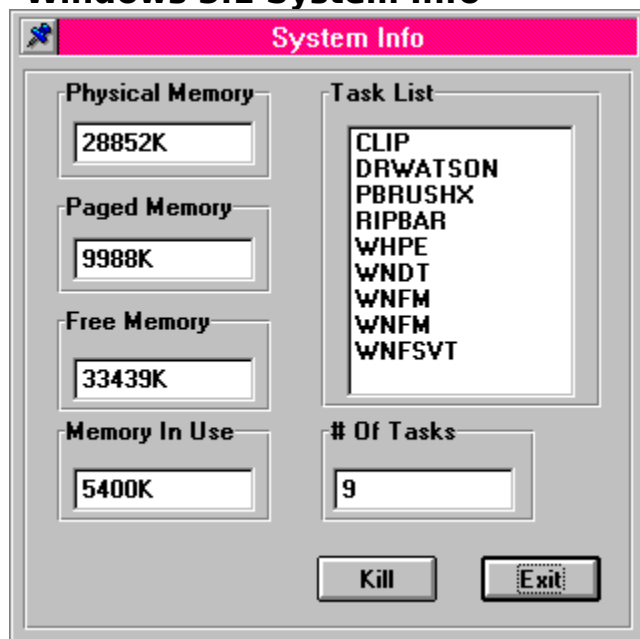 Windows 3.1 System Info
System Info
Physical Memory
28852K
Paged Memory
9988K
Free Memory
33439K
Memory In Use
5400K
Task List
CLIP
DRWATSON
PBRUSHX
RIPBAR
WHPE
WNDT
WNFM
WNFM
WNFSVT
# Of Tasks
9
Kill
Exit